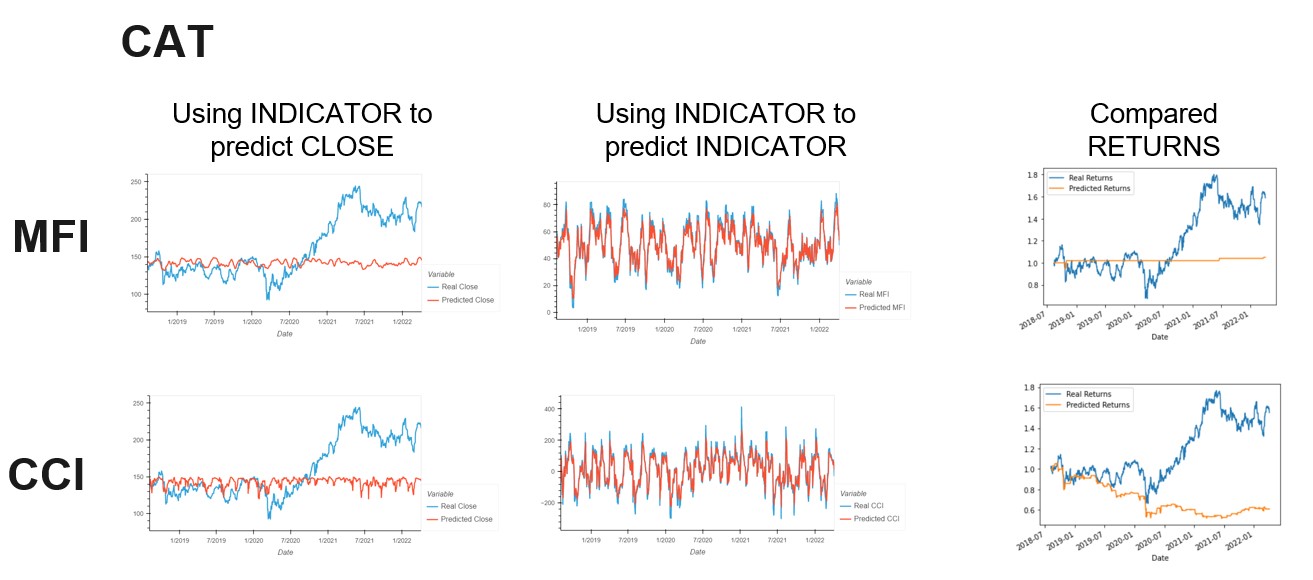 CAT
Using INDICATOR to
predict CLOSE
Using INDICATOR to
predict INDICATOR
Compared
RETURNS
MFI
250
200
150
100
1/2019
7/2019
1/2020
7/2020
1/2021
7/2021
1/2022
Date
Variable
Real Close
Predicted Close
80
60
40
20
0
1/2019
7/2019
1/2020
7/2020
1/2021
7/2021
1/2022
Date
Variable
Real MFI
Predicted MFI
1.8
1.6
1.4
1.2
1.0
0.8
Real Returns
Predicted Returns
2018-07
2019-01
2019-07
2020-01
2020-07
2021-01
2021-07
2022-01
Date
CCI
250
200
150
100
1/2019
7/2019
1/2020
7/2020
1/2021
7/2021
1/2022
Date
Variable
Real Close
Predicted Close
400
200
0
−200
1/2019
7/2019
1/2020
7/2020
1/2021
7/2021
1/2022
Date
Variable
Real CCI
Predicted CCI
1.8
1.6
1.4
1.2
1.0
0.8
0.6
Real Returns
Predicted Returns
2018-07
2019-01
2019-07
2020-01
2020-07
2021-01
2021-07
2022-01
Date